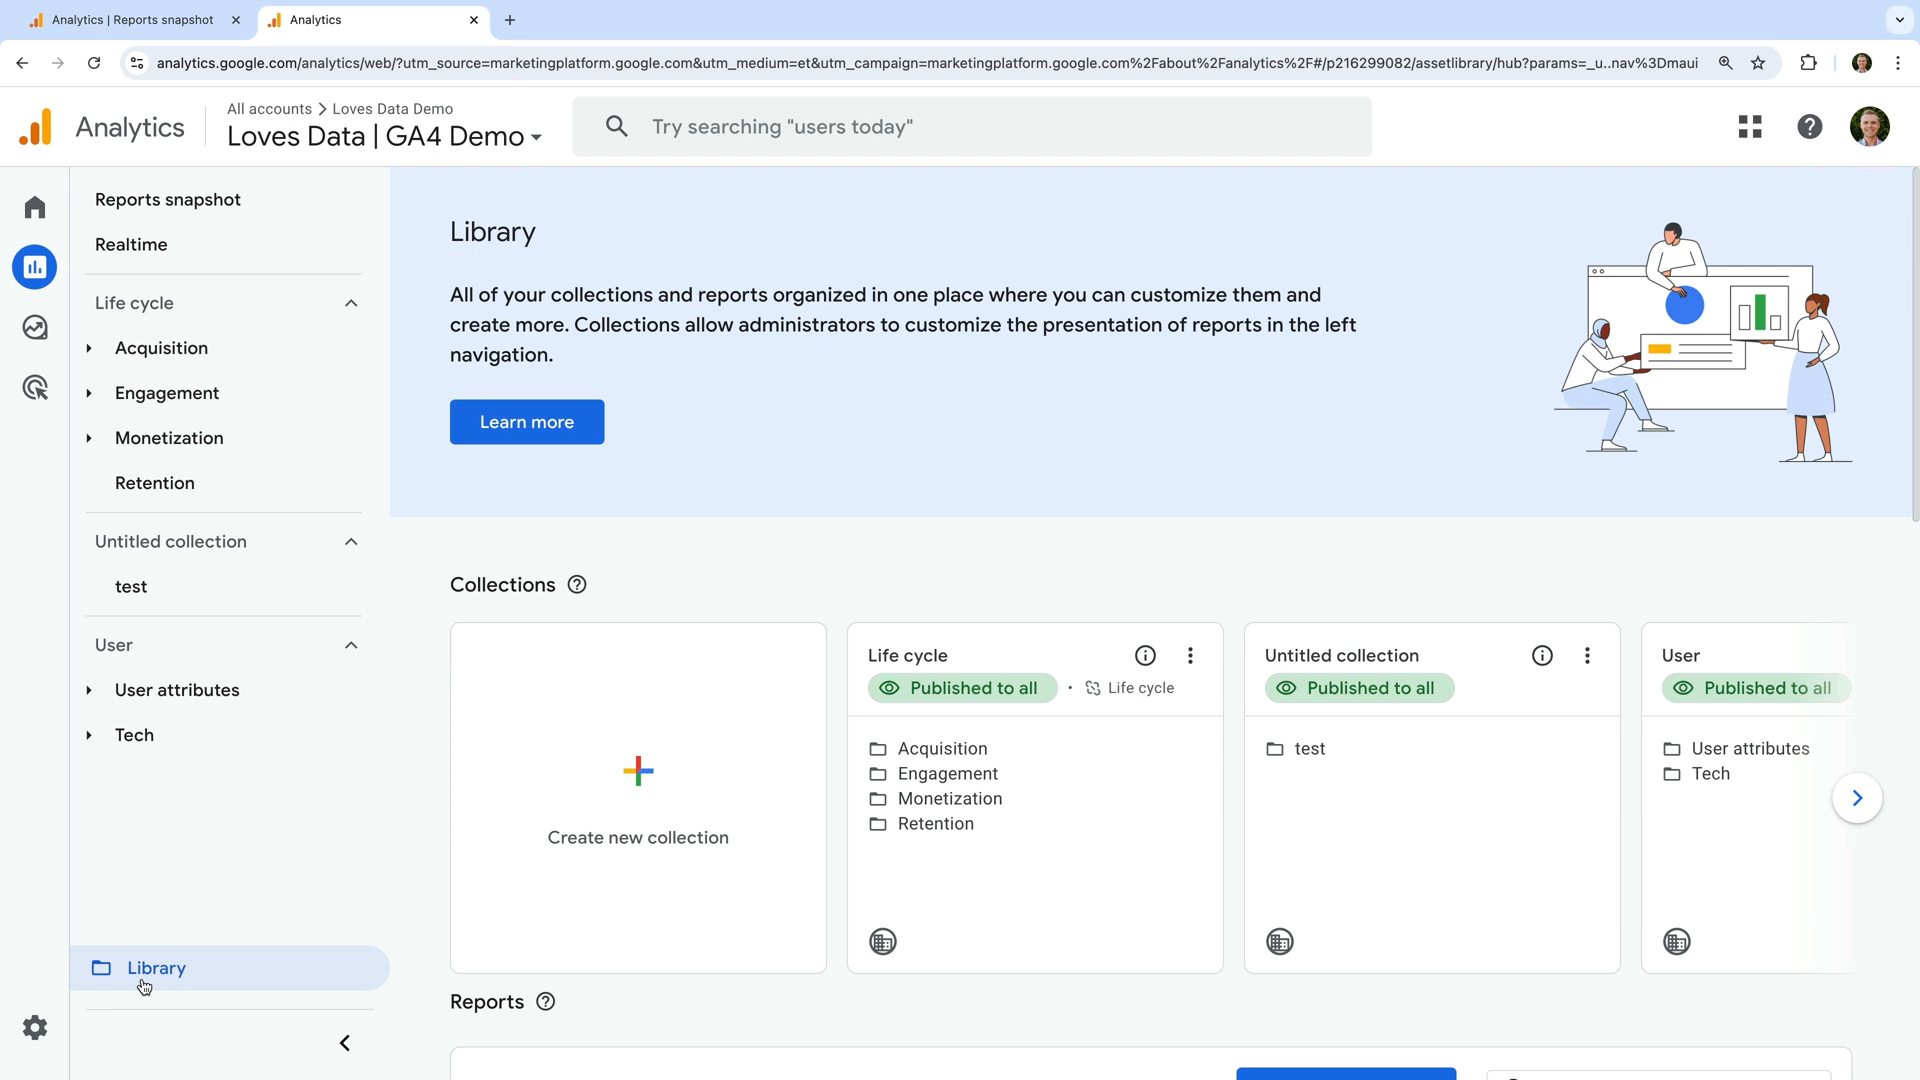 Analytics | Reports snapshot
Analytics
analytics.google.com/analytics/web/?utm_source=marketingplatform.google.com&utm_medium=et&utm_campaign=marketingplatform.google.com%2Fabout%2Fanalytics%2F#/p216299082/assetlibrary/hub?params=_u..nav%3Dmaui
Analytics
All accounts > Loves Data Demo
Loves Data | GA4 Demo
Try searching "users today"
Reports snapshot
Realtime
Life cycle
Acquisition
Engagement
Monetization
Retention
Untitled collection
test
User
User attributes
Tech
Library
Library
All of your collections and reports organized in one place where you can customize them and
create more. Collections allow administrators to customize the presentation of reports in the left
navigation.
Learn more
Collections
Create new collection
Life cycle
Published to all
Life cycle
Acquisition
Engagement
Monetization
Retention
Untitled collection
Published to all
test
User
Published to all
User attributes
Tech
Reports